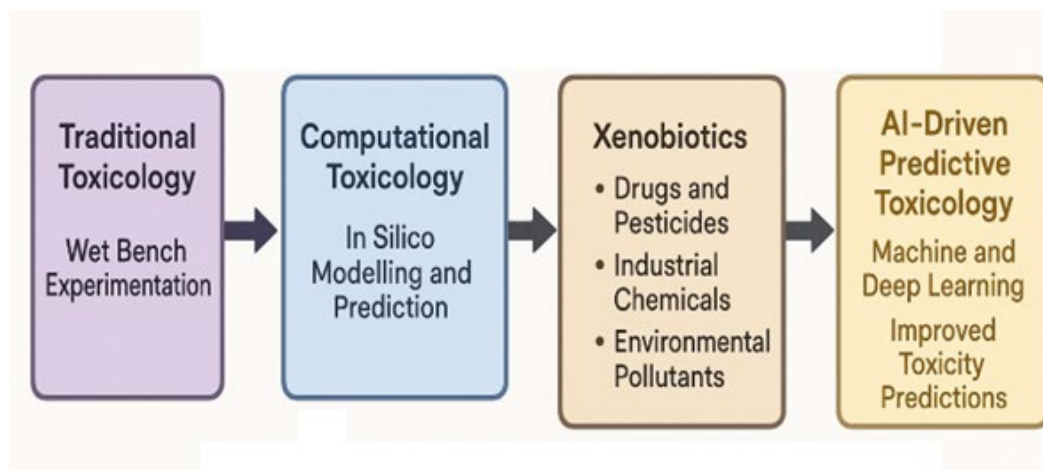 Traditional
Toxicology
Wet Bench
Experimentation
Computational
Toxicology
In Silico
Modelling and
Prediction
Xenobiotics
• Drugs and
Pesticides
• Industrial
Chemicals
• Environmental
Pollutants
AI-Driven
Predictive
Toxicology
Machine and
Deep Learning
Improved
Toxicity
Predictions